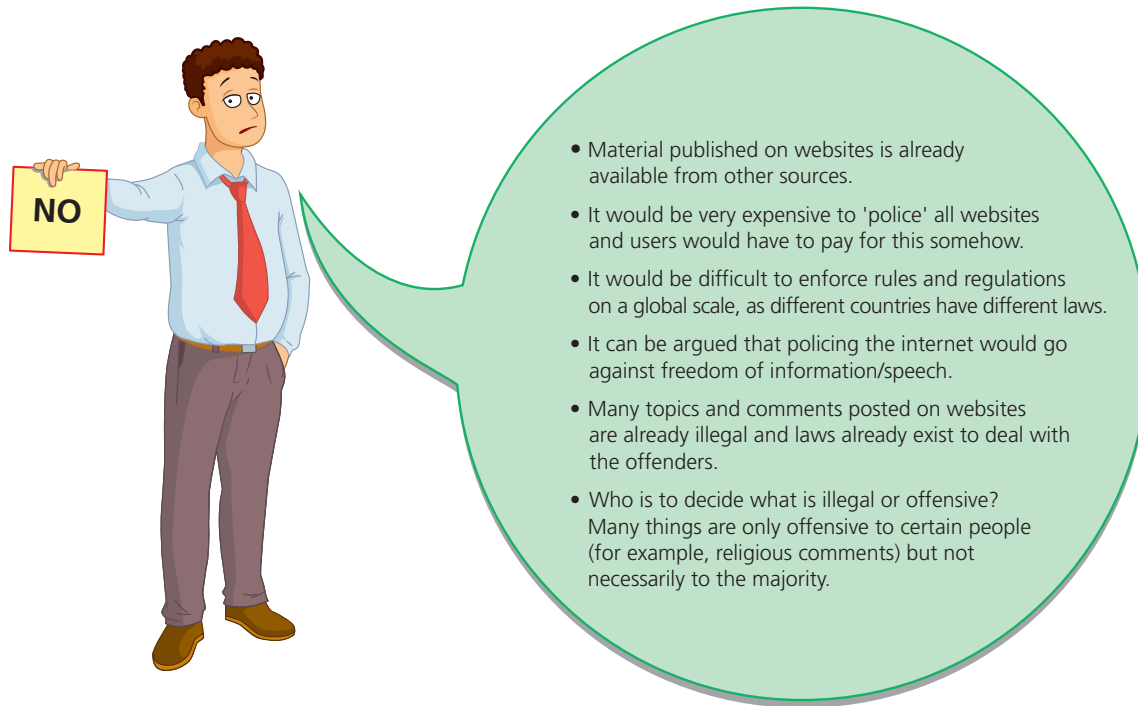 NO
• Material published on websites is already
available from other sources.
• It would be very expensive to 'police' all websites
and users would have to pay for this somehow.
• It would be difficult to enforce rules and regulations
on a global scale, as different countries have different laws.
• It can be argued that policing the internet would go
against freedom of information/speech.
• Many topics and comments posted on websites
are already illegal and laws already exist to deal with
the offenders.
• Who is to decide what is illegal or offensive?
Many things are only offensive to certain people
(for example, religious comments) but not
necessarily to the majority.